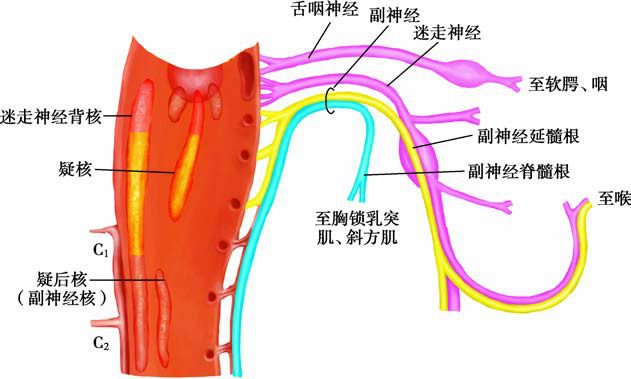 舌咽神经
副神经
迷走神经
至软腭、咽
迷走神经背核
副神经延髓根
疑核
副神经脊髓根
至喉
至胸锁乳突
肌、斜方肌
C1
疑后核
（副神经核）
C2